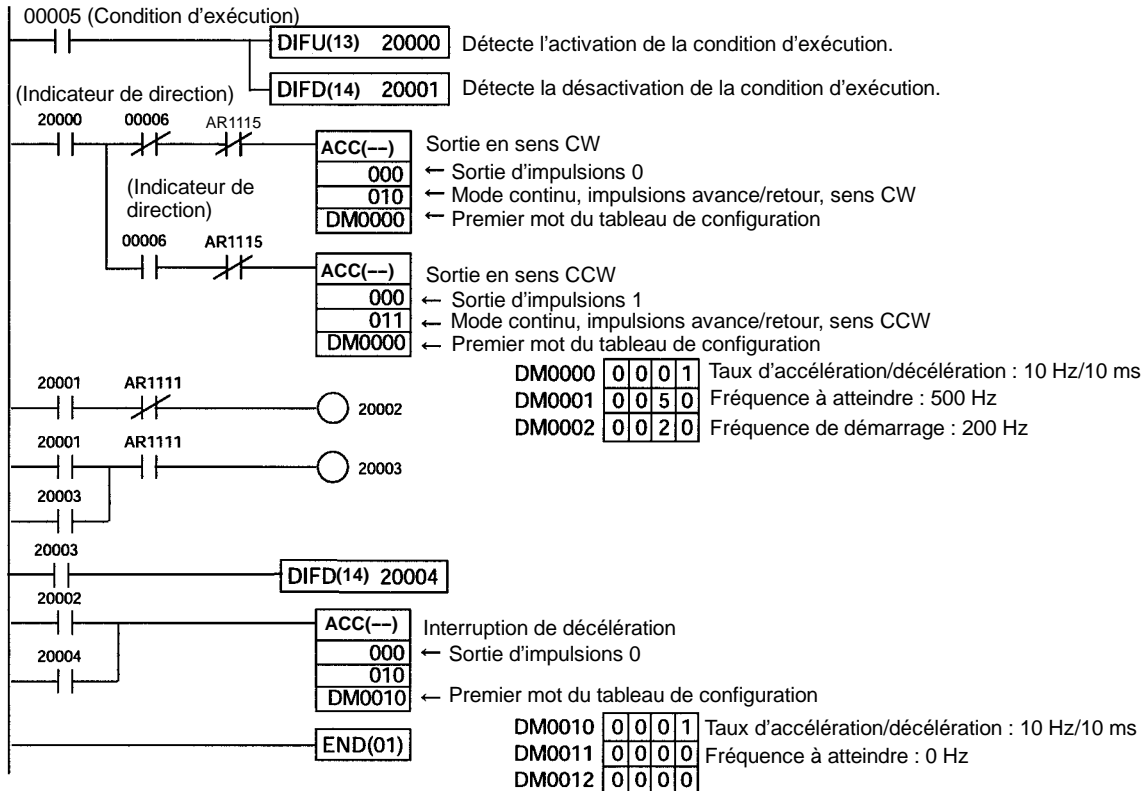 00005 (Condition d'exécution)
DIFU(13) 20000 Détecte l'activation de la condition d'exécution.
DIFD(14) 20001 Détecte la désactivation de la condition d'exécution.
(Indicateur de direction)
20000 00006 AR1115
ACC(--) Sortie en sens CW
000 ← Sortie d'impulsions 0
010 ← Mode continu, impulsions avance/retour, sens CW
DM0000 ← Premier mot du tableau de configuration
(Indicateur de
direction)
00006 AR1115
ACC(--) Sortie en sens CCW
000 ← Sortie d'impulsions 1
011 ← Mode continu, impulsions avance/retour, sens CCW
DM0000 ← Premier mot du tableau de configuration
DM0000 0 0 0 1 Taux d'accélération/décélération : 10 Hz/10 ms
DM0001 0 0 5 0 Fréquence à atteindre : 500 Hz
DM0002 0 0 2 0 Fréquence de démarrage : 200 Hz
20001 AR1111
20002
20001 AR1111
20003
20003
20003
DIFD(14) 20004
20002
ACC(--) Interruption de décélération
20004
000 ← Sortie d'impulsions 0
010
DM0010 ← Premier mot du tableau de configuration
DM0010 0 0 0 1 Taux d'accélération/décélération : 10 Hz/10 ms
DM0011 0 0 0 0 Fréquence à atteindre : 0 Hz
DM0012 0 0 0 0
END(01)